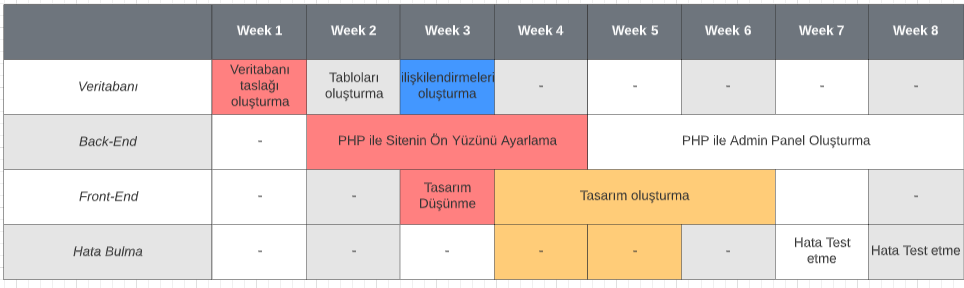 Week 1 Week 2 Week 3 Week 4 Week 5 Week 6 Week 7 Week 8
Veritabanı
Veritabanı
taslağı
oluşturma
Tabloları
oluşturma
ilişkilendirmeleri
oluşturma
- - - - -
Back-End
-
PHP ile Sitenin Ön Yüzünü Ayarlama
PHP ile Admin Panel Oluşturma
Front-End
- -
Tasarım
Düşünme
Tasarım oluşturma
- -
Hata Bulma
- - - - - -
Hata Test
etme
Hata Test etme